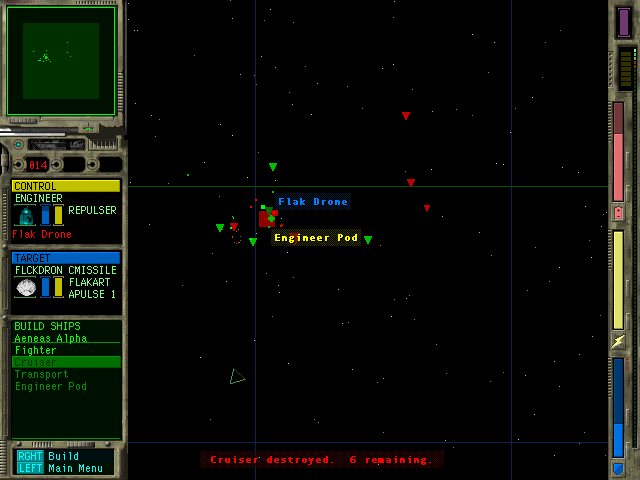 014
CONTROL
ENGINEER
REPULSER
Flak Drone
TARGET
FLCKDRON CMISSILE
FLAKART
APULSE 1
BUILD SHIPS
Aeneas Alpha
Fighter
Cruiser
Transport
Engineer Pod
RGHT Build
LEFT Main Menu
Flak Drone
Engineer Pod
Cruiser destroyed. 6 remaining.